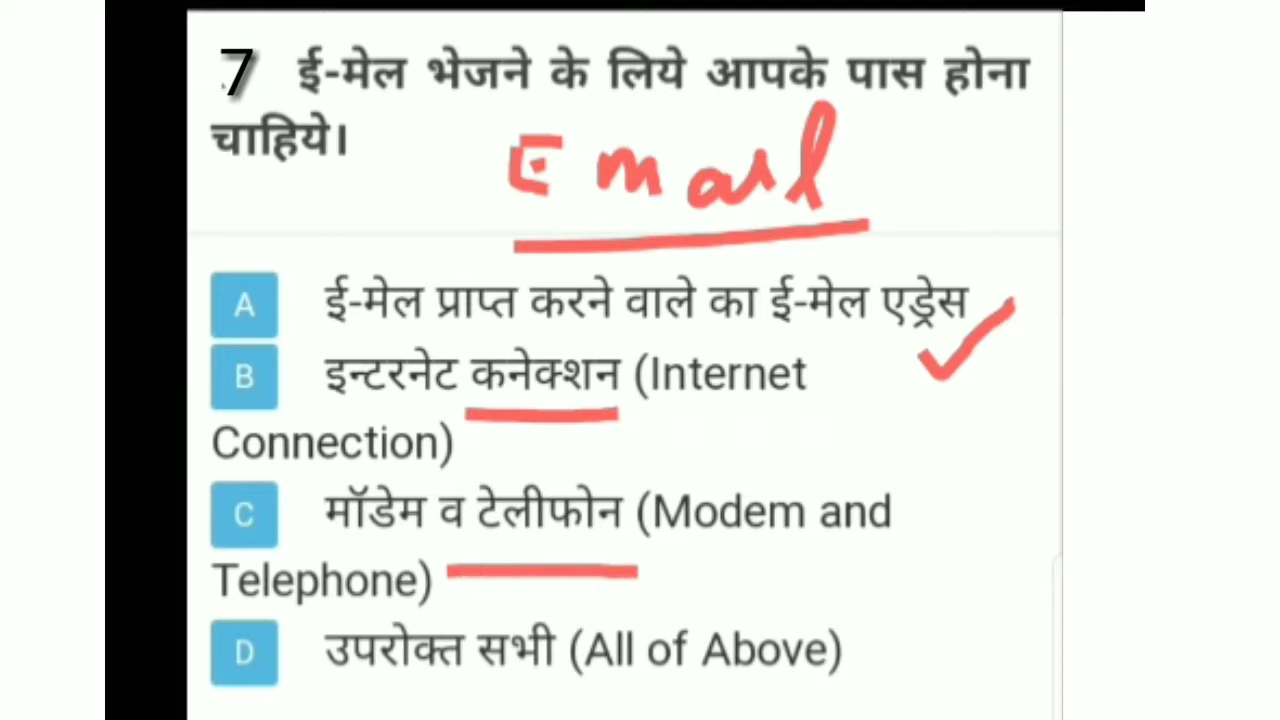 7 ई-मेल भेजने के लिये आपके पास होना
चाहिये।
Email
A ई-मेल प्राप्त करने वाले का ई-मेल एड्रेस
B इन्टरनेट कनेक्शन (Internet
Connection)
C मॉडेम व टेलीफोन (Modem and
Telephone)
D उपरोक्त सभी (All of Above)